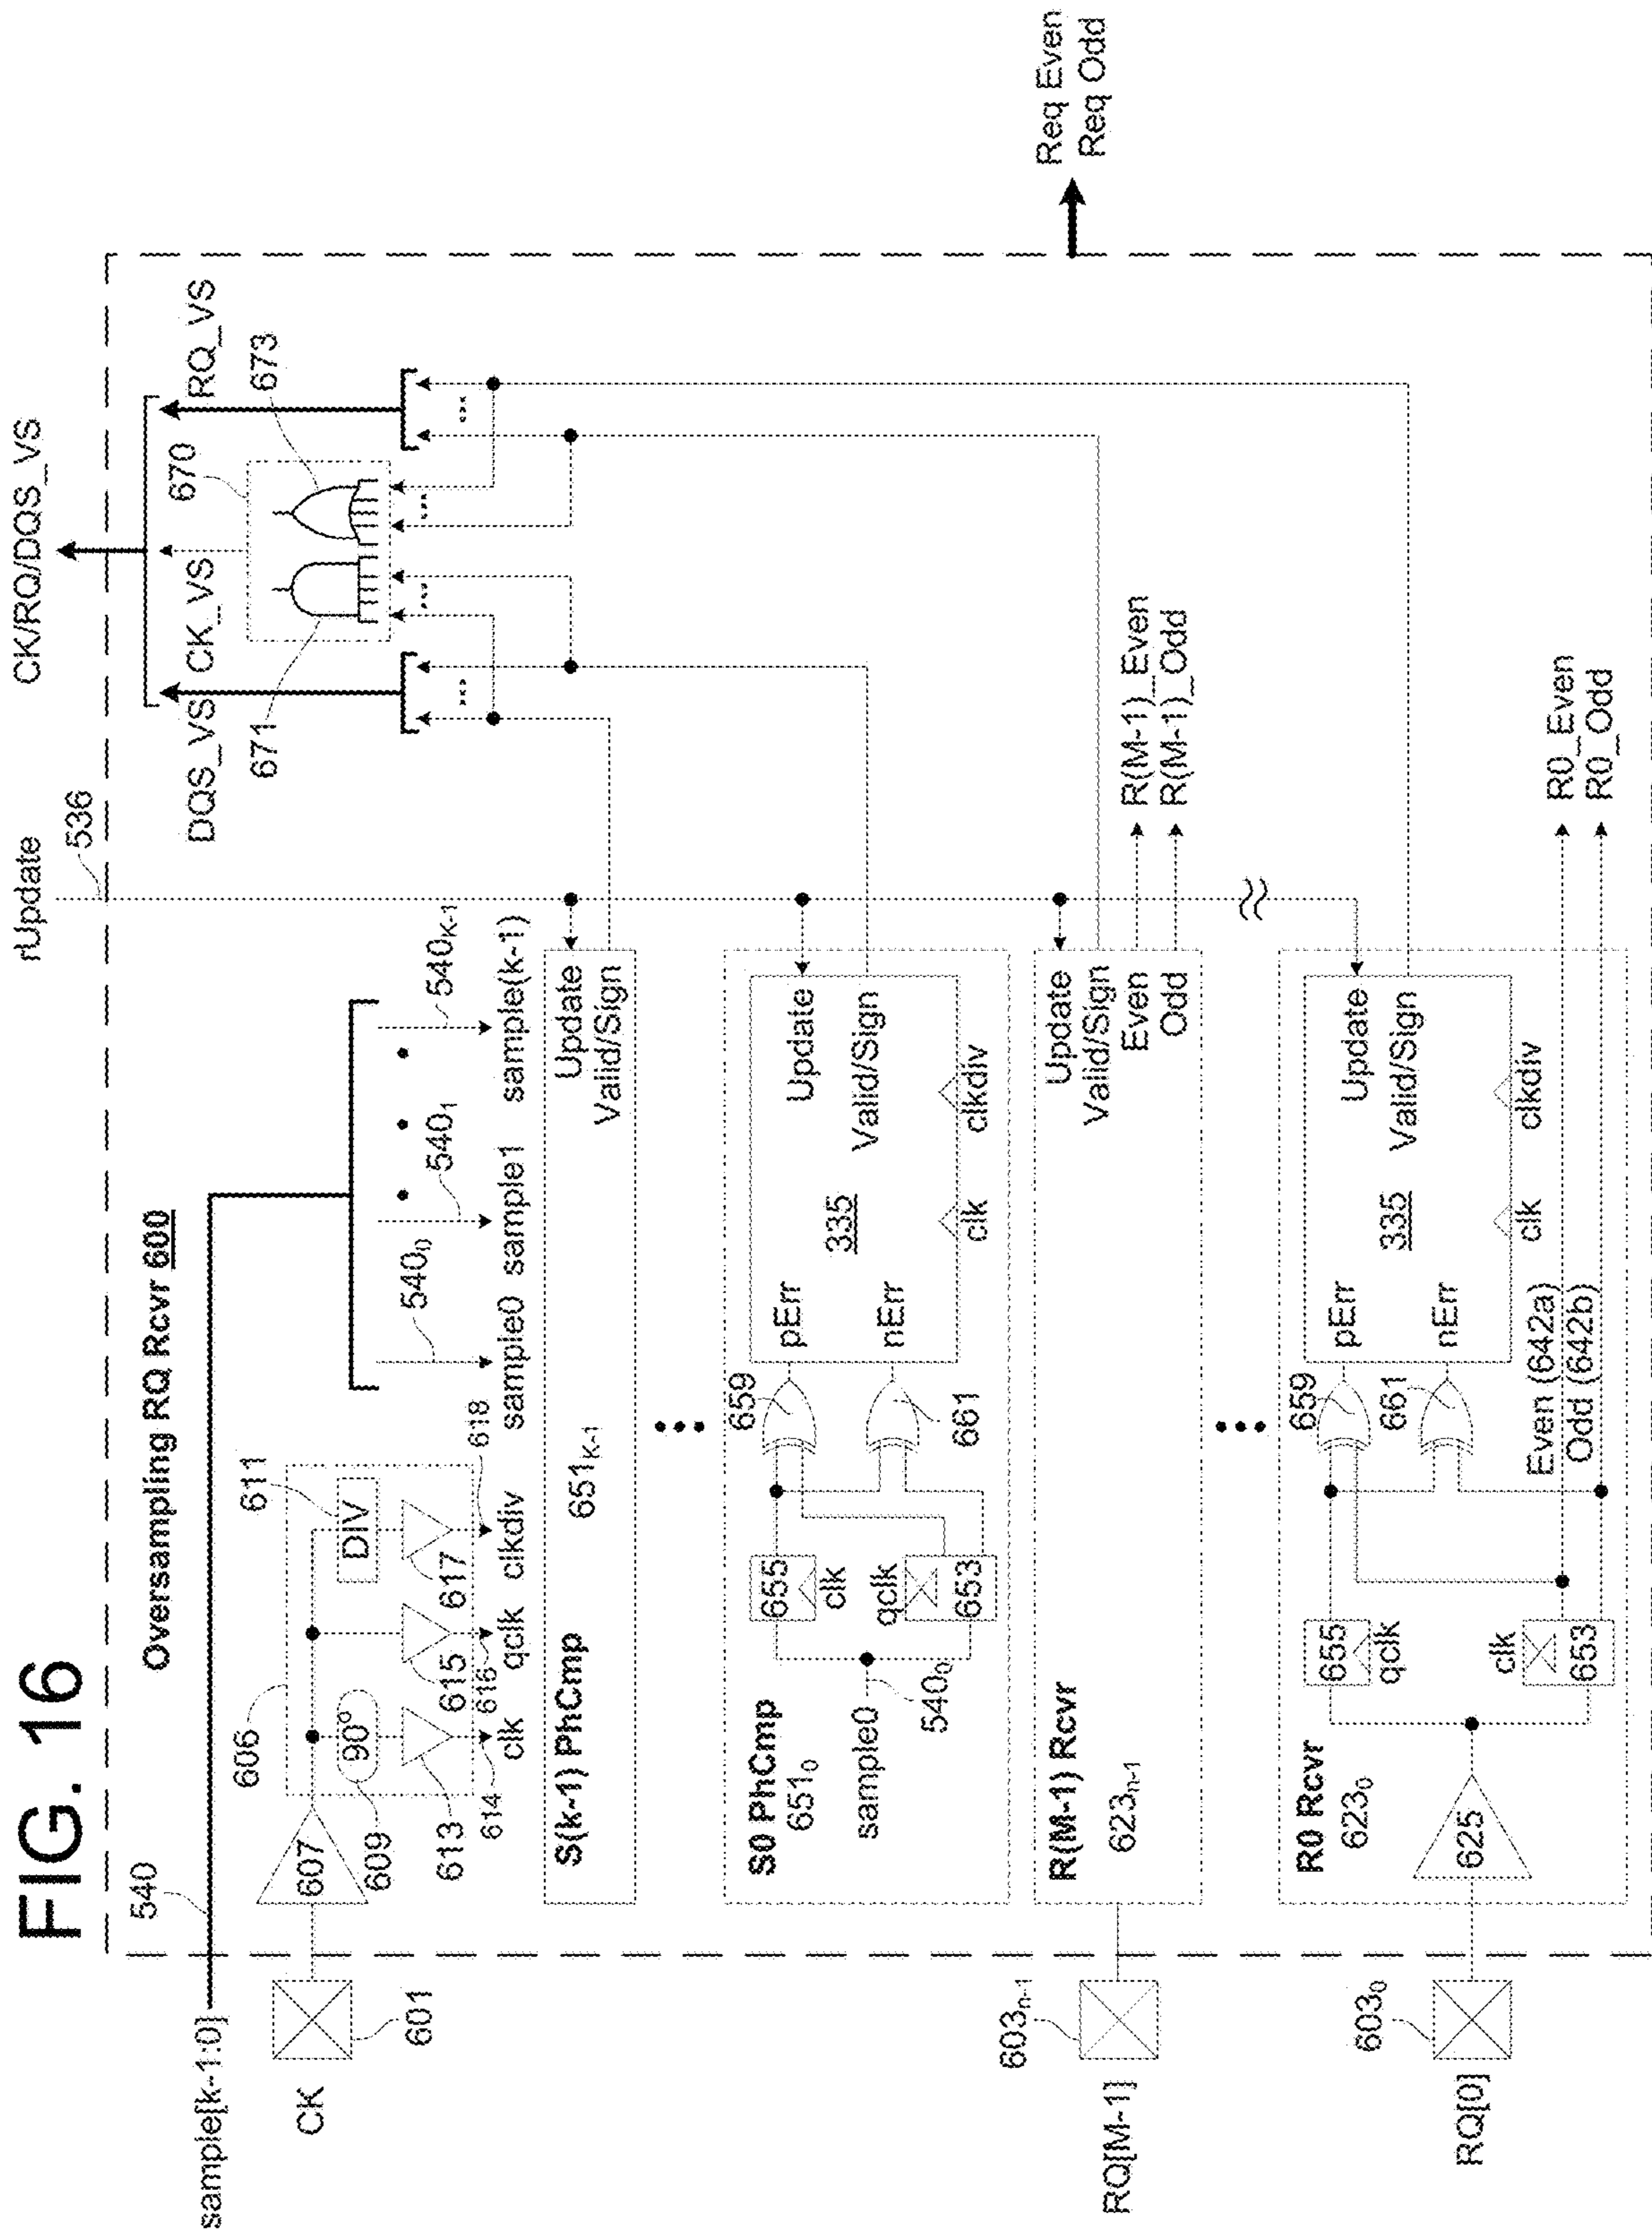 FIG. 16
sample[k-1:0]
540
Oversampling RQ Rcvr 600
rUpdate
536
CK/RQ/DQS_VS
CK
601
606
607
609
90°
611
DIV
613
615
617
614
616
618
clk
qclk
clkdiv
540₀
540₁
540K-1
sample0
sample1
sample(k-1)
DQS_VS
CK_VS
RQ_VS
670
671
673
S(k-1) PhCmp
651K-1
Update
Valid/Sign
S0 PhCmp
651₀
sample0
540₀
655
clk
qclk
653
659
661
pErr
nErr
335
Update
Valid/Sign
clk
clkdiv
RQ[M-1]
603n-1
R(M-1) Rcvr
623n-1
Update
Valid/Sign
Even
Odd
R(M-1)_Even
R(M-1)_Odd
Req Even
Req Odd
RQ[0]
603₀
R0 Rcvr
623₀
625
655
qclk
clk
653
659
661
pErr
nErr
335
Update
Valid/Sign
clk
clkdiv
Even (642a)
Odd (642b)
R0_Even
R0_Odd